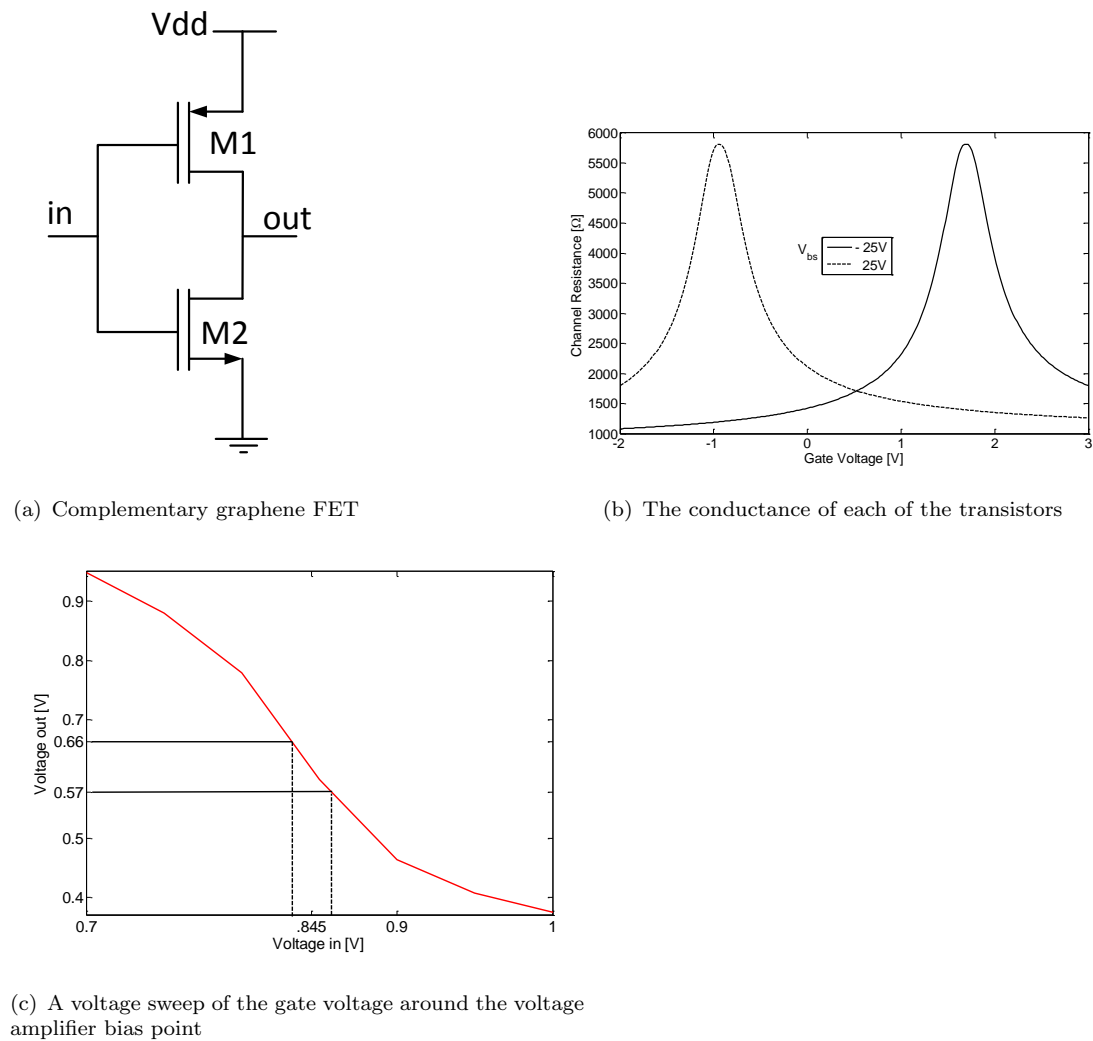 Vdd
M1
in
out
M2
(a) Complementary graphene FET
6000
5500
5000
4500
4000
3500
3000
2500
2000
1500
1000
Channel Resistance [Ω]
Vbs
- 25V
25V
-2
-1
0
1
2
3
Gate Voltage [V]
(b) The conductance of each of the transistors
0.9
0.8
0.7
0.66
0.57
0.5
0.4
Voltage out [V]
0.7
.845
0.9
1
Voltage in [V]
(c) A voltage sweep of the gate voltage around the voltage
amplifier bias point